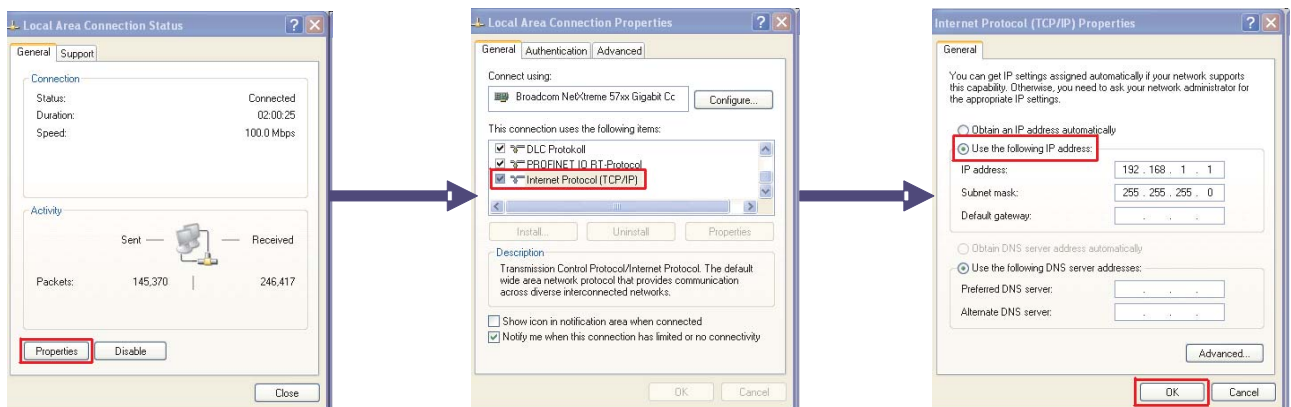 Local Area Connection Status
General Support
Connection
Status: Connected
Duration: 02:00:25
Speed: 100.0 Mbps
Activity
Sent — — Received
Packets: 145,370 | 246,417
Properties Disable
Close
Local Area Connection Properties
General Authentication Advanced
Connect using:
Broadcom NetXtreme 57xx Gigabit Cc Configure...
This connection uses the following items:
DLC Protokoll
PROFINET IO RT-Protocol
Internet Protocol (TCP/IP)
Install... Uninstall Properties
Description
Transmission Control Protocol/Internet Protocol. The default
wide area network protocol that provides communication
across diverse interconnected networks.
Show icon in notification area when connected
Notify me when this connection has limited or no connectivity
OK Cancel
Internet Protocol (TCP/IP) Properties
General
You can get IP settings assigned automatically if your network supports
this capability. Otherwise, you need to ask your network administrator for
the appropriate IP settings.
Obtain an IP address automatically
Use the following IP address:
IP address: 192 . 168 . 1 . 1
Subnet mask: 255 . 255 . 255 . 0
Default gateway: . . .
Obtain DNS server address automatically
Use the following DNS server addresses:
Preferred DNS server: . . .
Alternate DNS server: . . .
Advanced...
OK Cancel